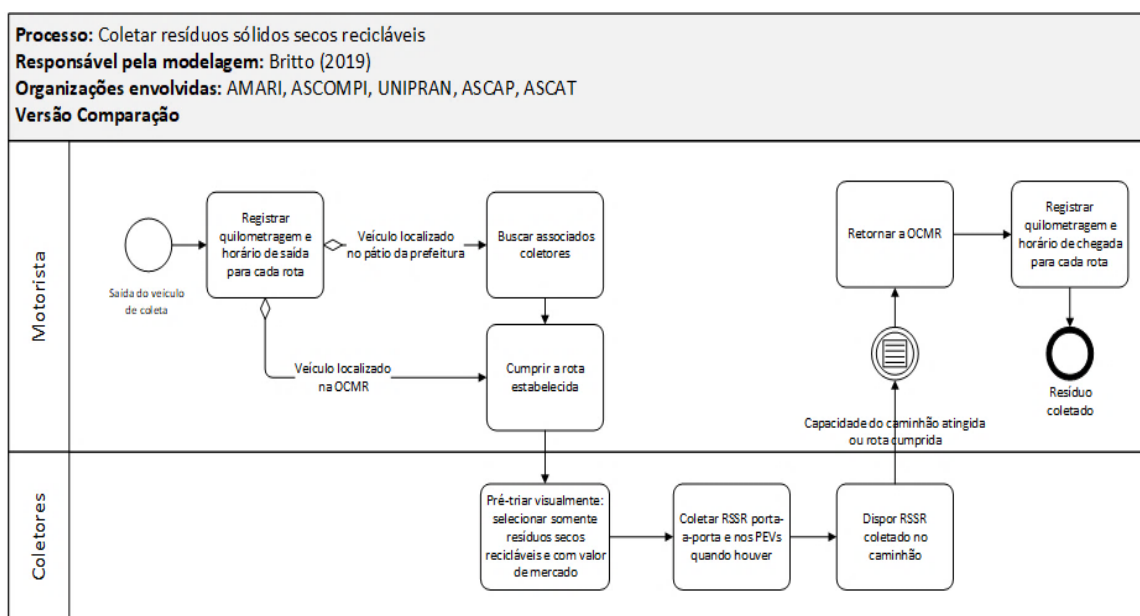 Processo: Coletar resíduos sólidos secos recicláveis
Responsável pela modelagem: Britto (2019)
Organizações envolvidas: AMARI, ASCOMPI, UNIPRAN, ASCAP, ASCAT
Versão Comparação
Motorista
Saída do veículo
de coleta
Registrar
quilometragem e
horário de saída
para cada rota
Veículo localizado
no pátio da prefeitura
Buscar associados
coletores
Veículo localizado
na OCMR
Cumprir a rota
estabelecida
Retornar a OCMR
Registrar
quilometragem e
horário de chegada
para cada rota
Resíduo
coletado
Capacidade do caminhão atingida
ou rota cumprida
Coletores
Pré-triar visualmente:
selecionar somente
resíduos secos
recicláveis e com valor
de mercado
Coletar RSSR porta-
a-porta e nos PEVs
quando houver
Dispor RSSR
coletado no
caminhão